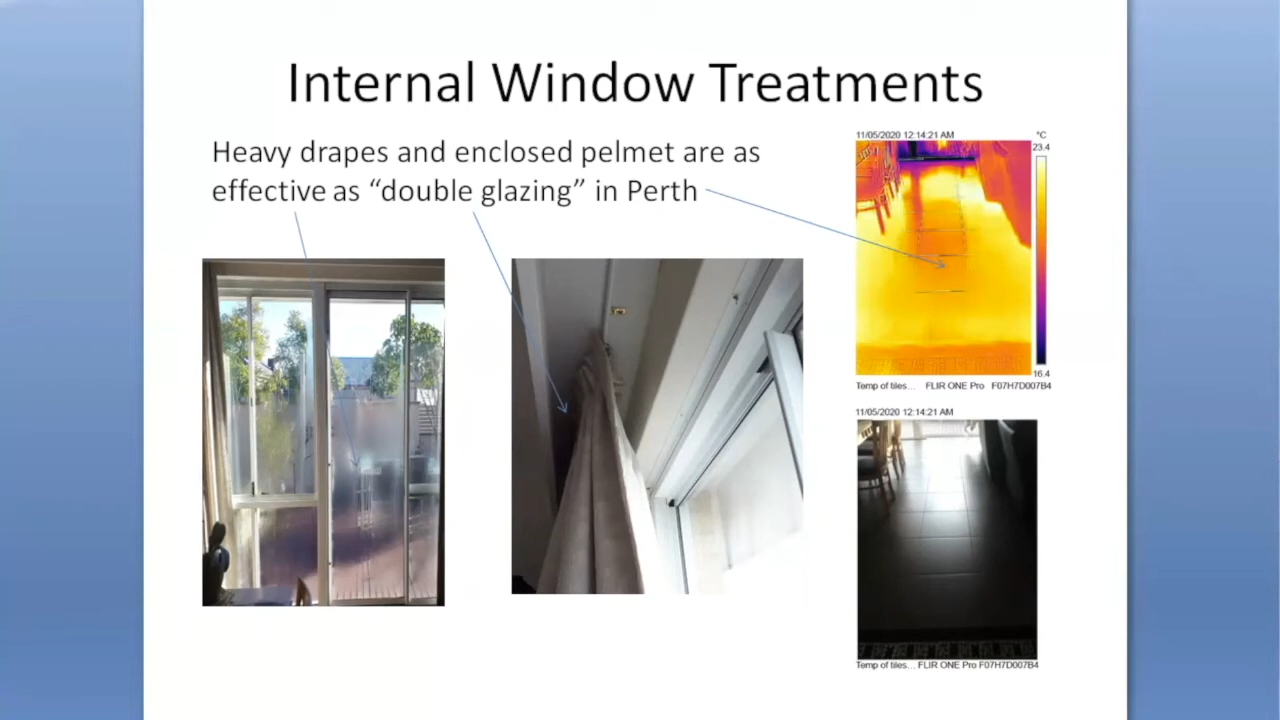 Internal Window Treatments
Heavy drapes and enclosed pelmet are as
effective as “double glazing” in Perth
11/05/2020 12:14:21 AM
°C
23.4
16.4
Temp of tiles... FLIR ONE Pro F07H7D007B4
11/05/2020 12:14:21 AM
Temp of tiles... FLIR ONE Pro F07H7D007B4